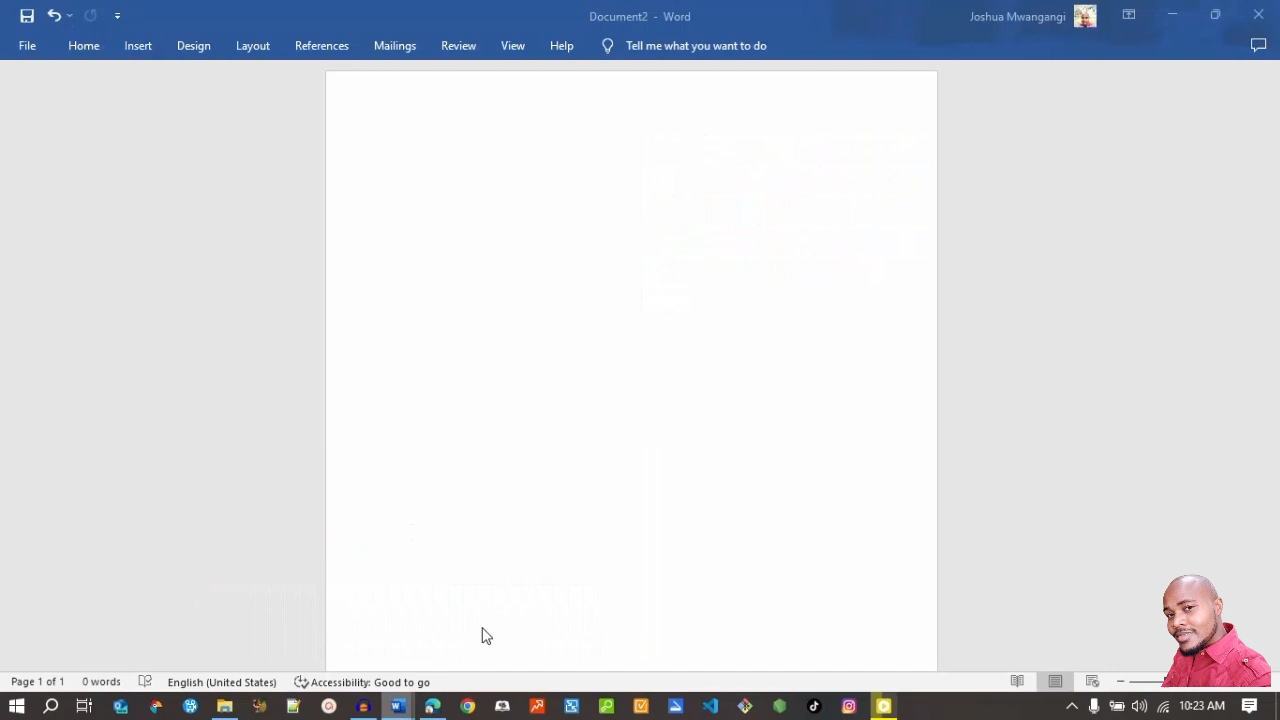 Document2 - Word
Joshua Mwangangi
File Home Insert Design Layout References Mailings Review View Help Tell me what you want to do
Page 1 of 1 0 words English (United States) Accessibility: Good to go
10:23 AM